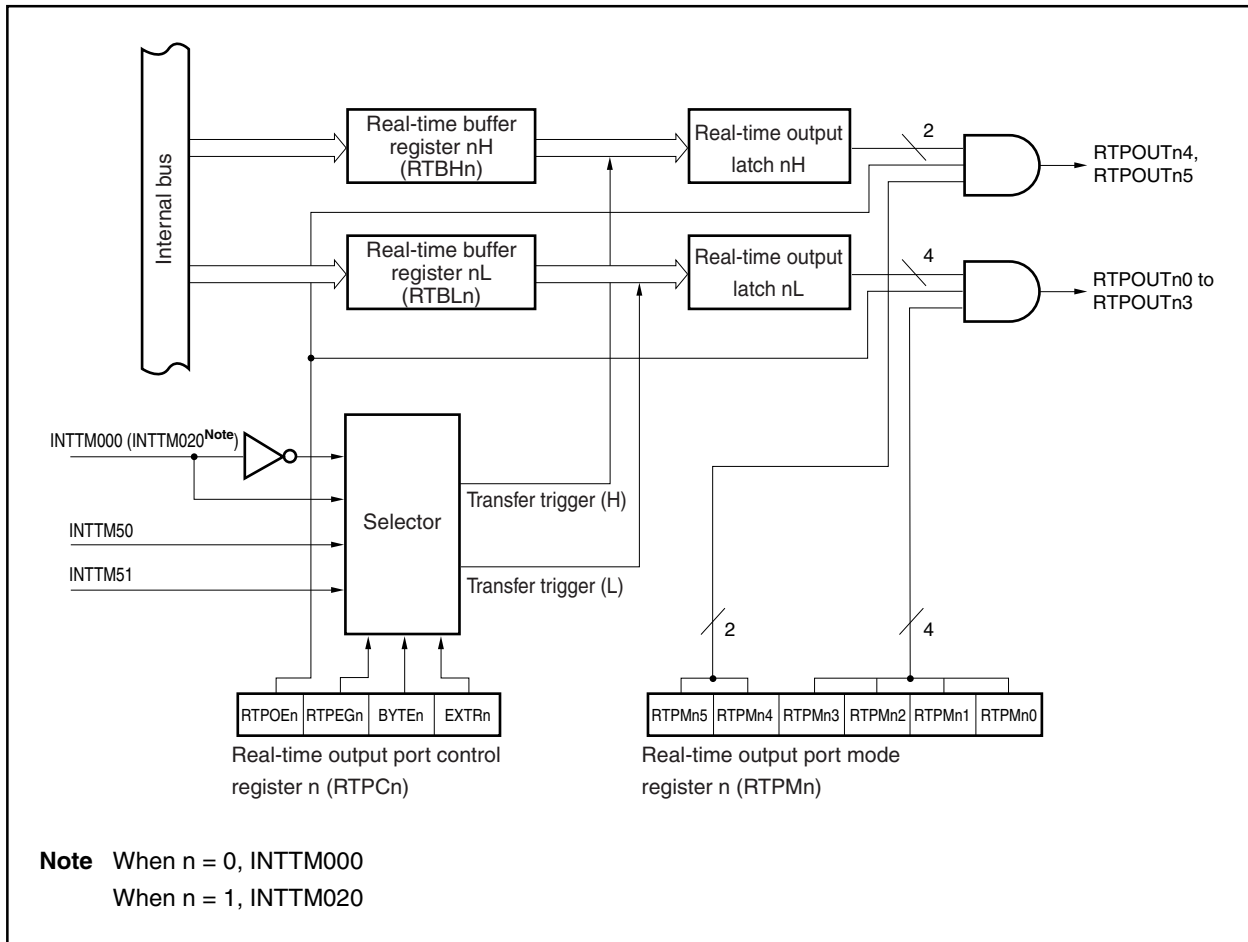 Internal bus
Real-time buffer
register nH
(RTBHn)
Real-time output
latch nH
2
RTPOUTn4,
RTPOUTn5
Real-time buffer
register nL
(RTBLn)
Real-time output
latch nL
4
RTPOUTn0 to
RTPOUTn3
INTTM000 (INTTM020Note)
INTTM50
INTTM51
Selector
Transfer trigger (H)
Transfer trigger (L)
2
4
RTPOEn RTPEGn BYTEn EXTRn
Real-time output port control
register n (RTPCn)
RTPMn5 RTPMn4 RTPMn3 RTPMn2 RTPMn1 RTPMn0
Real-time output port mode
register n (RTPMn)
Note When n = 0, INTTM000
When n = 1, INTTM020